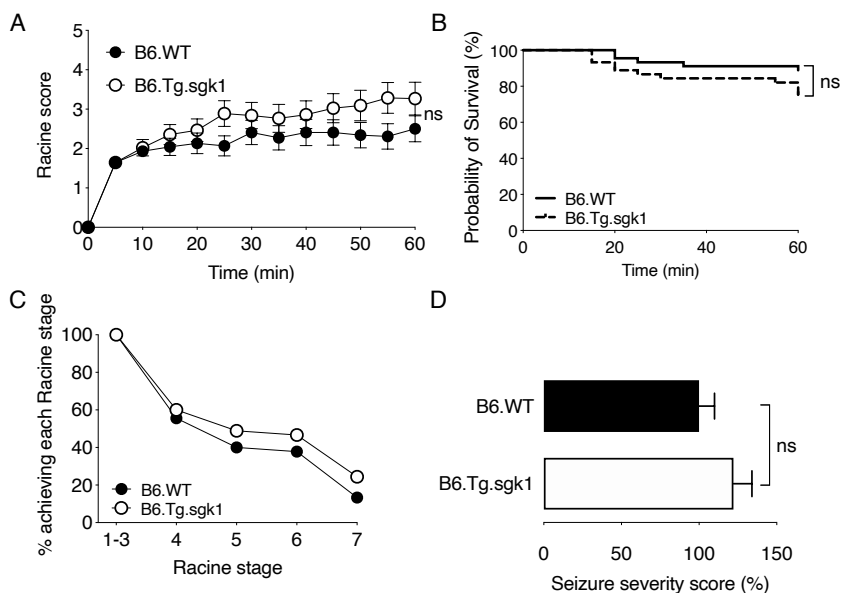 A
Racine score
5
4
3
2
1
0
B6.WT
B6.Tg.sgk1
ns
0 10 20 30 40 50 60
Time (min)
B
Probability of Survival (%)
100
80
60
40
20
0
ns
B6.WT
B6.Tg.sgk1
0 20 40 60
Time (min)
C
% achieving each Racine stage
100
80
60
40
20
0
B6.WT
B6.Tg.sgk1
1-3 4 5 6 7
Racine stage
D
B6.WT
B6.Tg.sgk1
ns
0 50 100 150
Seizure severity score (%)